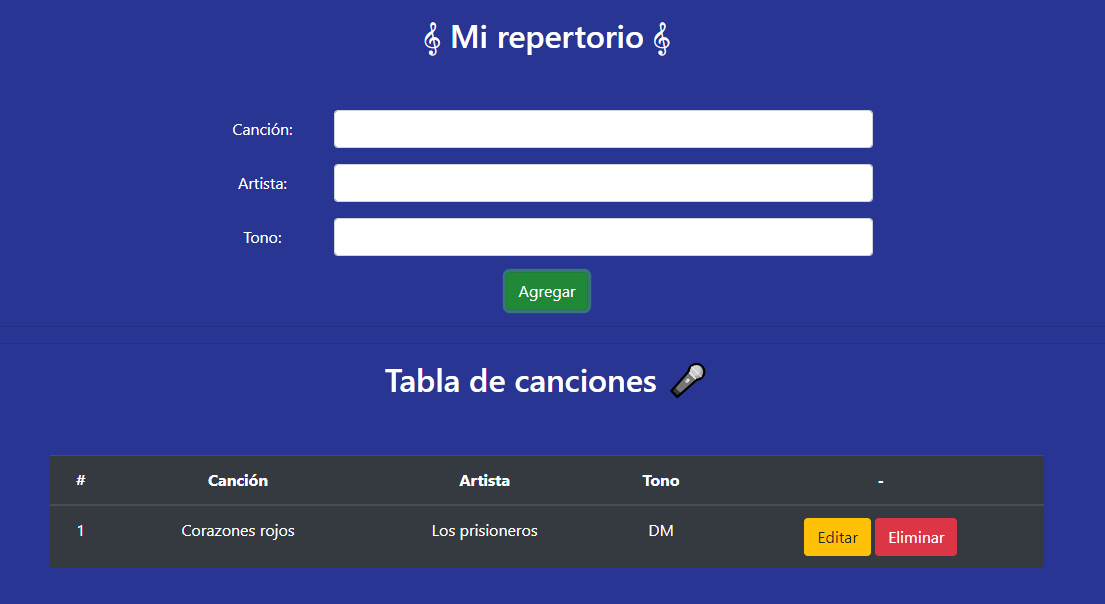 𝄞 Mi repertorio 𝄞
Canción:
Artista:
Tono:
Agregar
Tabla de canciones 🎤
# Canción Artista Tono -
1 Corazones rojos Los prisioneros DM Editar Eliminar